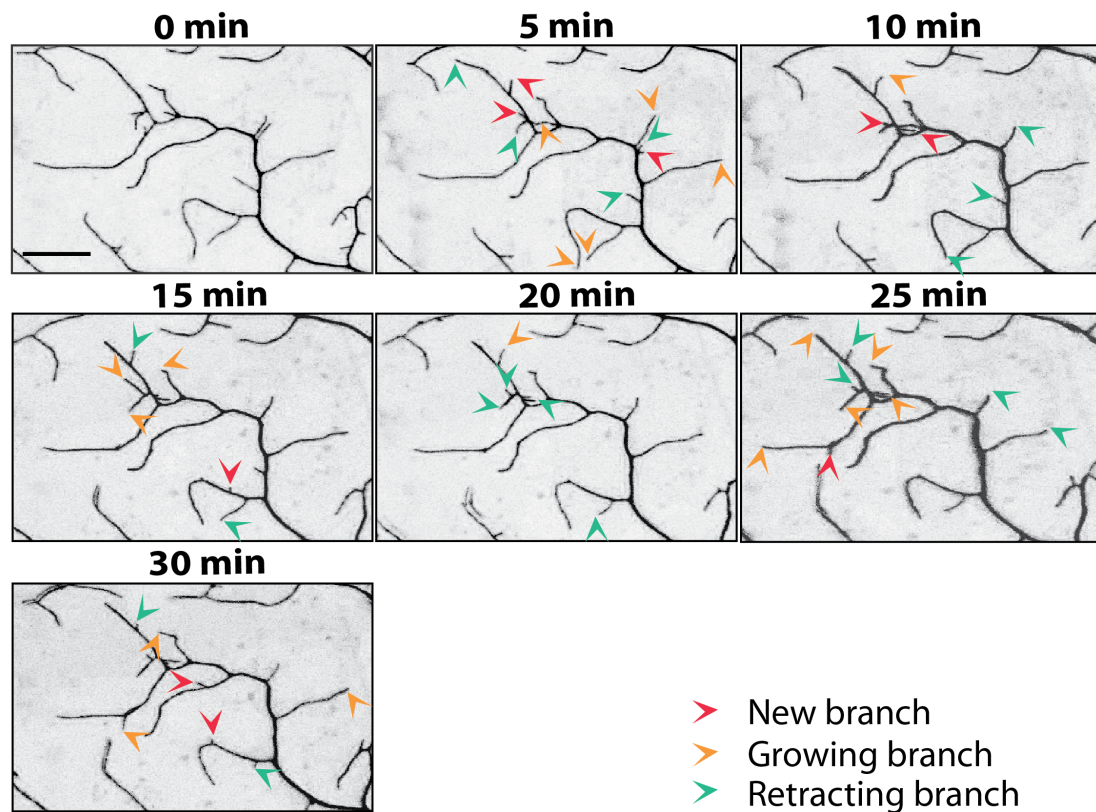 0 min
5 min
10 min
15 min
20 min
25 min
30 min
New branch
Growing branch
Retracting branch